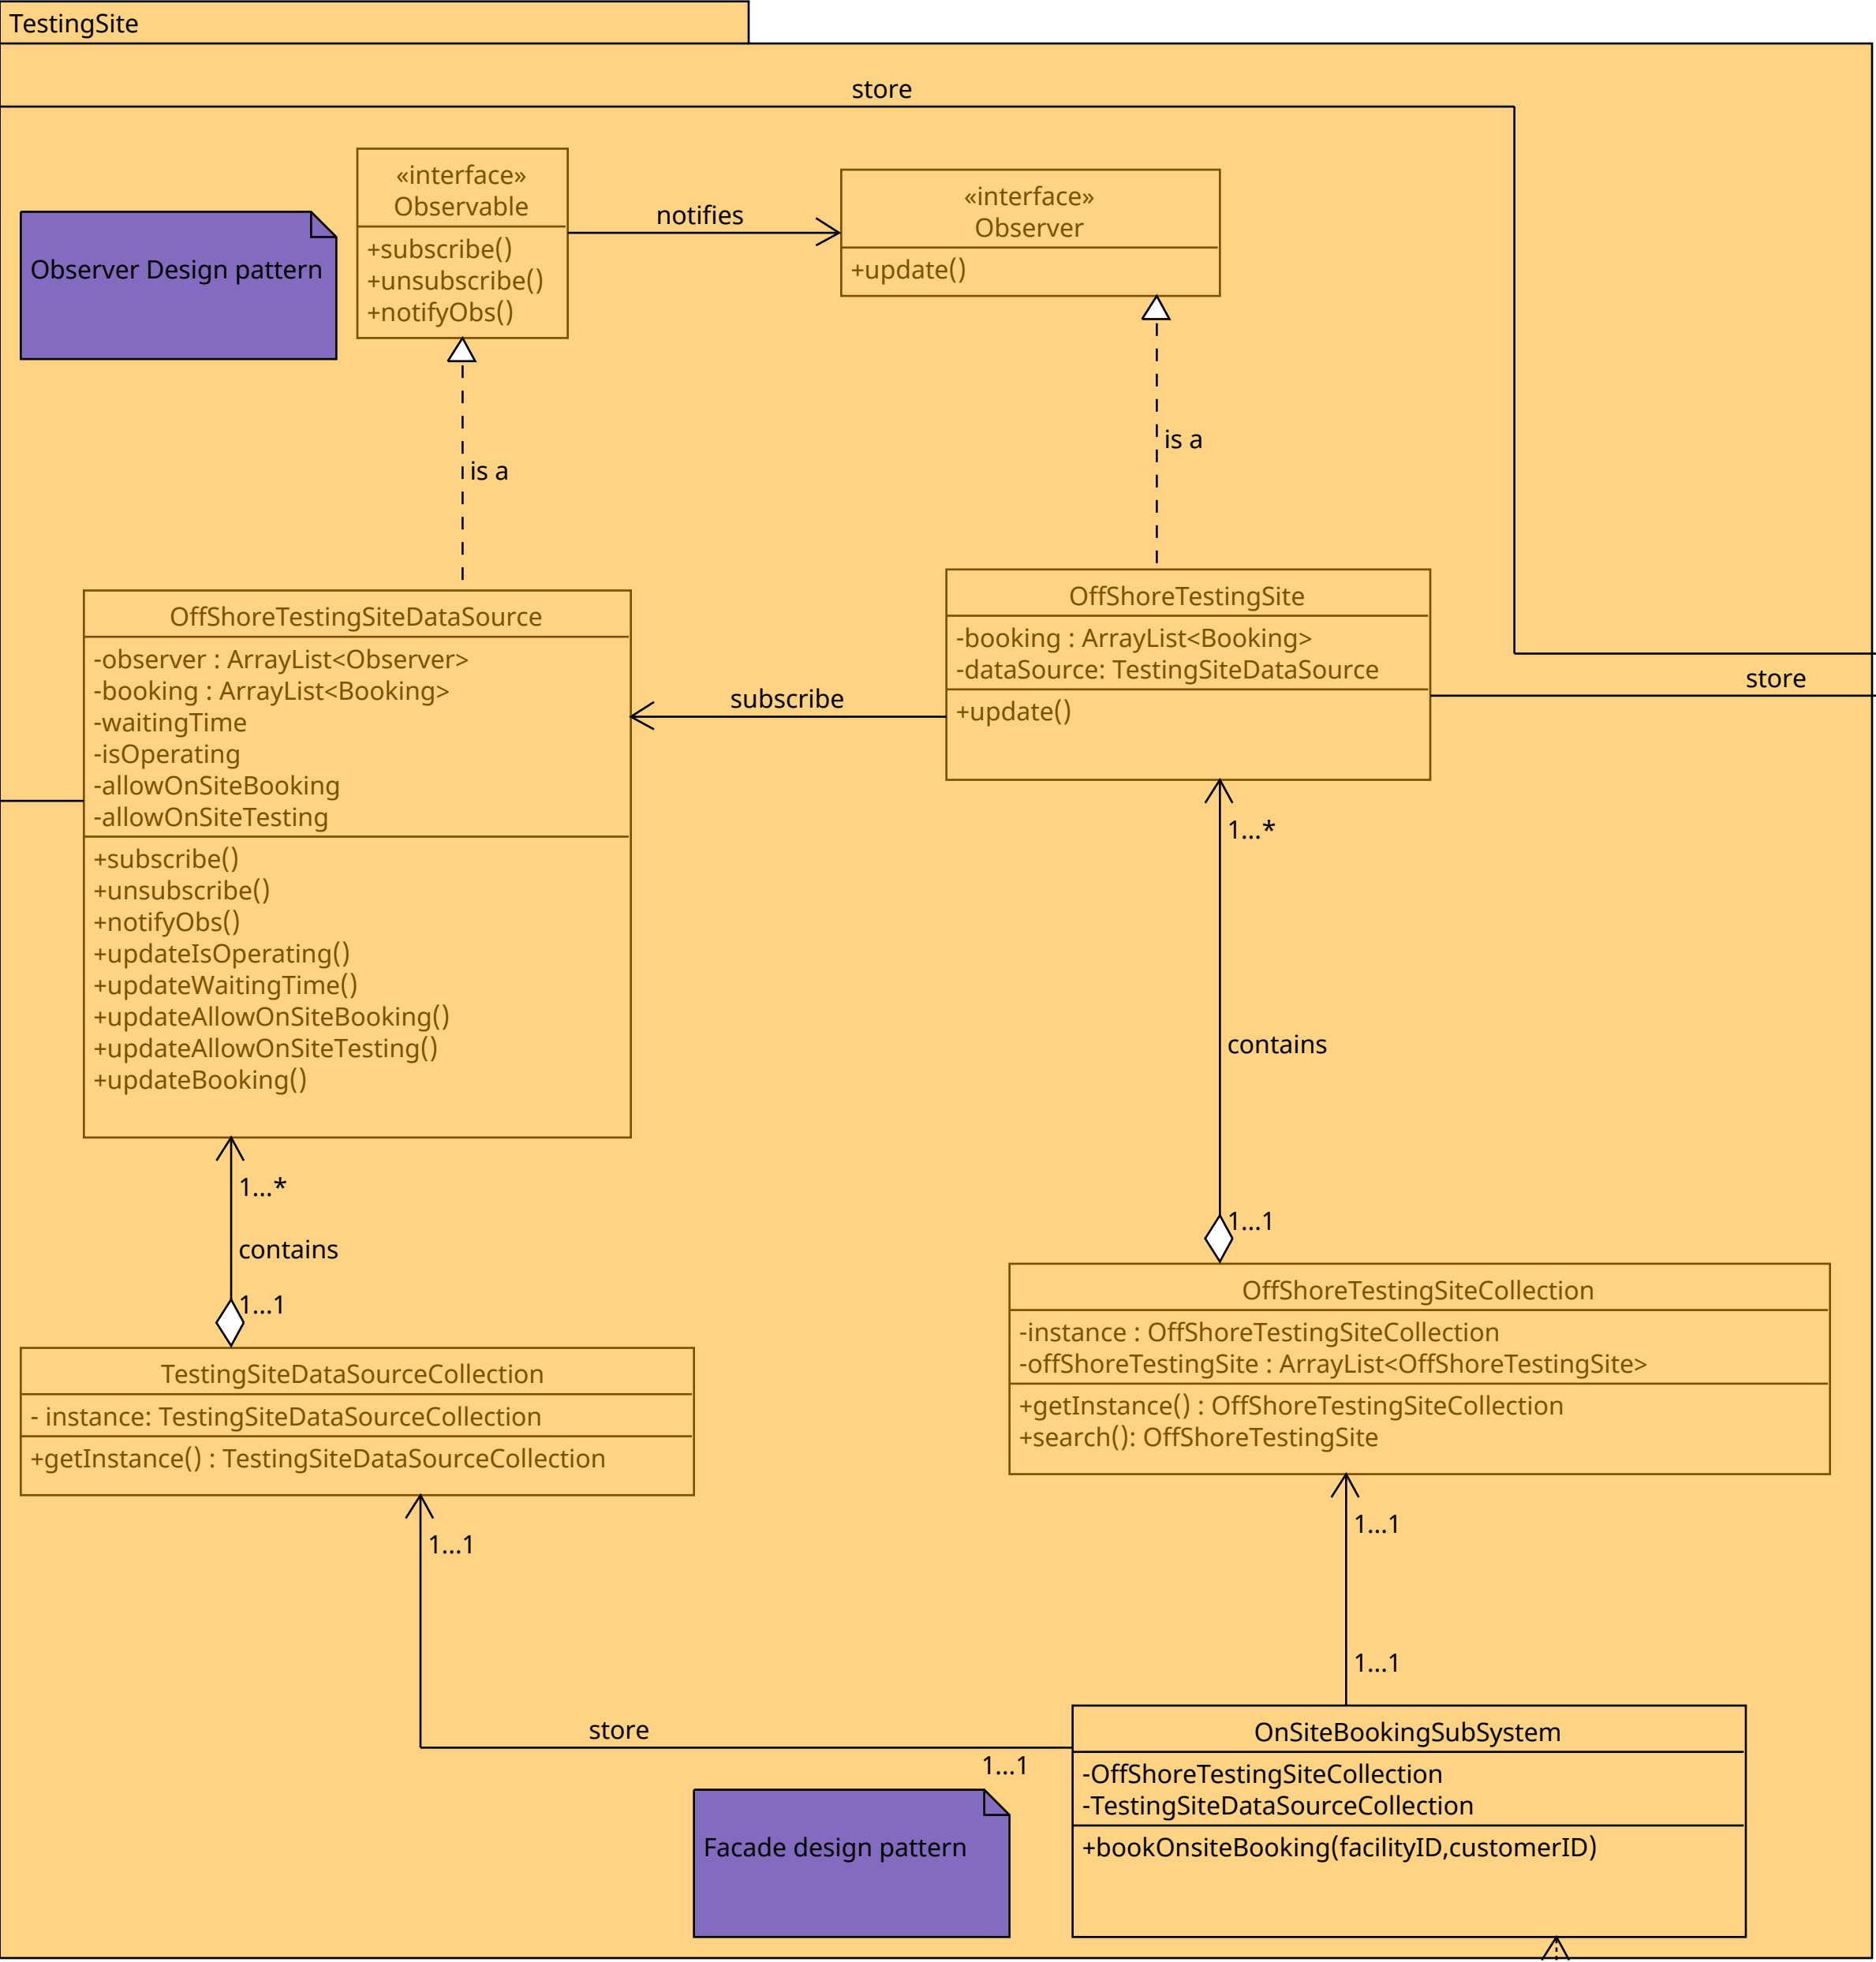 TestingSite
store
«interface»
Observable
+subscribe()
+unsubscribe()
+notifyObs()
notifies
«interface»
Observer
+update()
Observer Design pattern
is a
is a
OffShoreTestingSiteDataSource
-observer : ArrayList<Observer>
-booking : ArrayList<Booking>
-waitingTime
-isOperating
-allowOnSiteBooking
-allowOnSiteTesting
+subscribe()
+unsubscribe()
+notifyObs()
+updateIsOperating()
+updateWaitingTime()
+updateAllowOnSiteBooking()
+updateAllowOnSiteTesting()
+updateBooking()
subscribe
OffShoreTestingSite
-booking : ArrayList<Booking>
-dataSource: TestingSiteDataSource
+update()
store
1...*
contains
1...1
1...*
contains
1...1
TestingSiteDataSourceCollection
- instance: TestingSiteDataSourceCollection
+getInstance() : TestingSiteDataSourceCollection
OffShoreTestingSiteCollection
-instance : OffShoreTestingSiteCollection
-offShoreTestingSite : ArrayList<OffShoreTestingSite>
+getInstance() : OffShoreTestingSiteCollection
+search(): OffShoreTestingSite
1...1
1...1
1...1
store
1...1
Facade design pattern
OnSiteBookingSubSystem
-OffShoreTestingSiteCollection
-TestingSiteDataSourceCollection
+bookOnsiteBooking(facilityID,customerID)